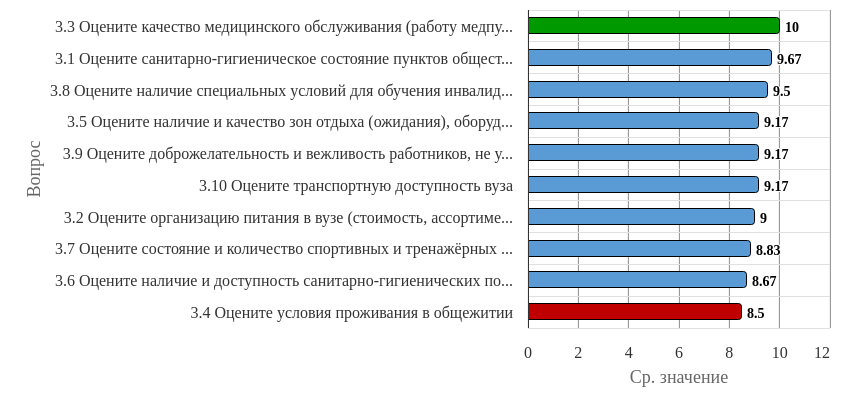 3.3 Оцените качество медицинского обслуживания (работу медпу... 10
3.1 Оцените санитарно-гигиеническое состояние пунктов общест... 9.67
3.8 Оцените наличие специальных условий для обучения инвалид... 9.5
3.5 Оцените наличие и качество зон отдыха (ожидания), оборуд... 9.17
3.9 Оцените доброжелательность и вежливость работников, не у... 9.17
3.10 Оцените транспортную доступность вуза 9.17
3.2 Оцените организацию питания в вузе (стоимость, ассортиме... 9
3.7 Оцените состояние и количество спортивных и тренажёрных ... 8.83
3.6 Оцените наличие и доступность санитарно-гигиенических по... 8.67
3.4 Оцените условия проживания в общежитии 8.5
Вопрос
0 2 4 6 8 10 12
Ср. значение